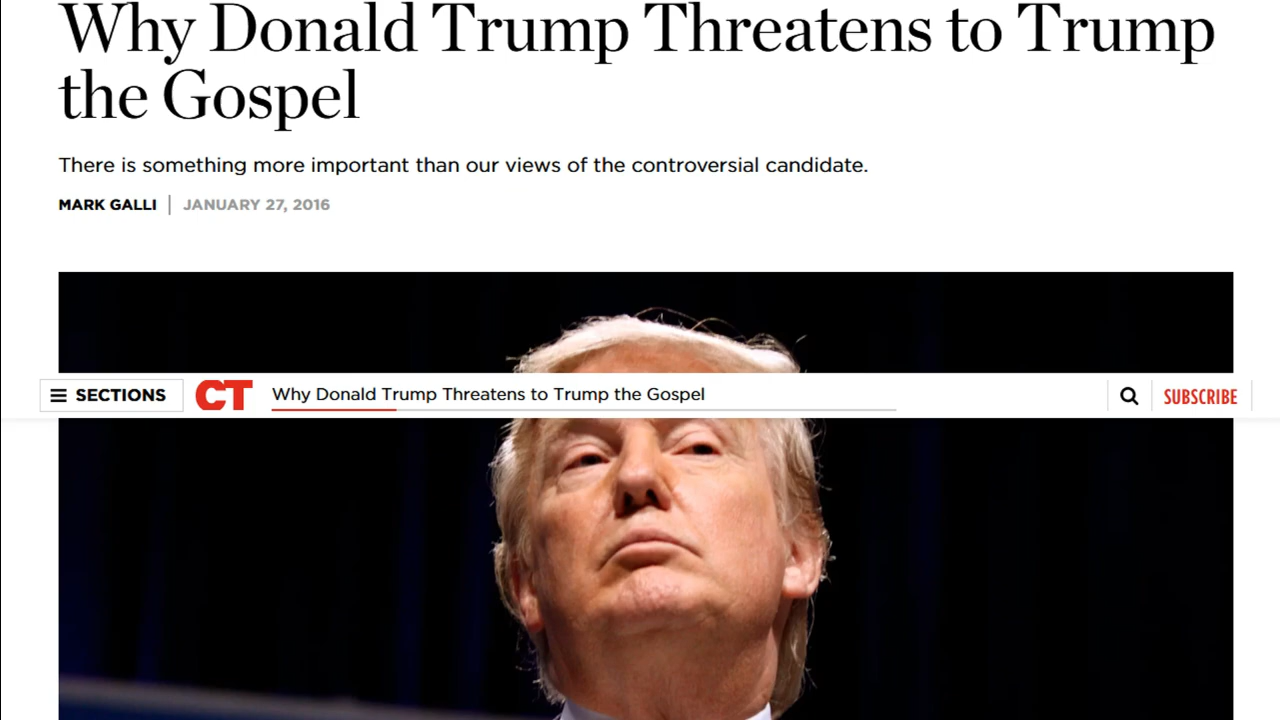 Why Donald Trump Threatens to Trump
the Gospel
There is something more important than our views of the controversial candidate.
MARK GALLI | JANUARY 27, 2016
☰ SECTIONS CT Why Donald Trump Threatens to Trump the Gospel SUBSCRIBE